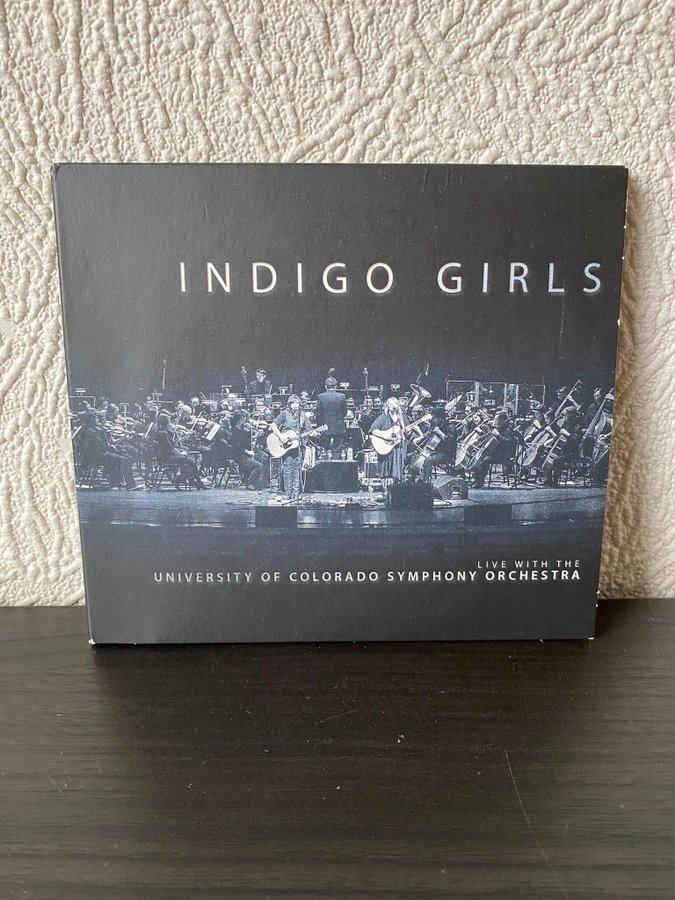 INDIGO GIRLS
LIVE WITH THE
UNIVERSITY OF COLORADO SYMPHONY ORCHESTRA